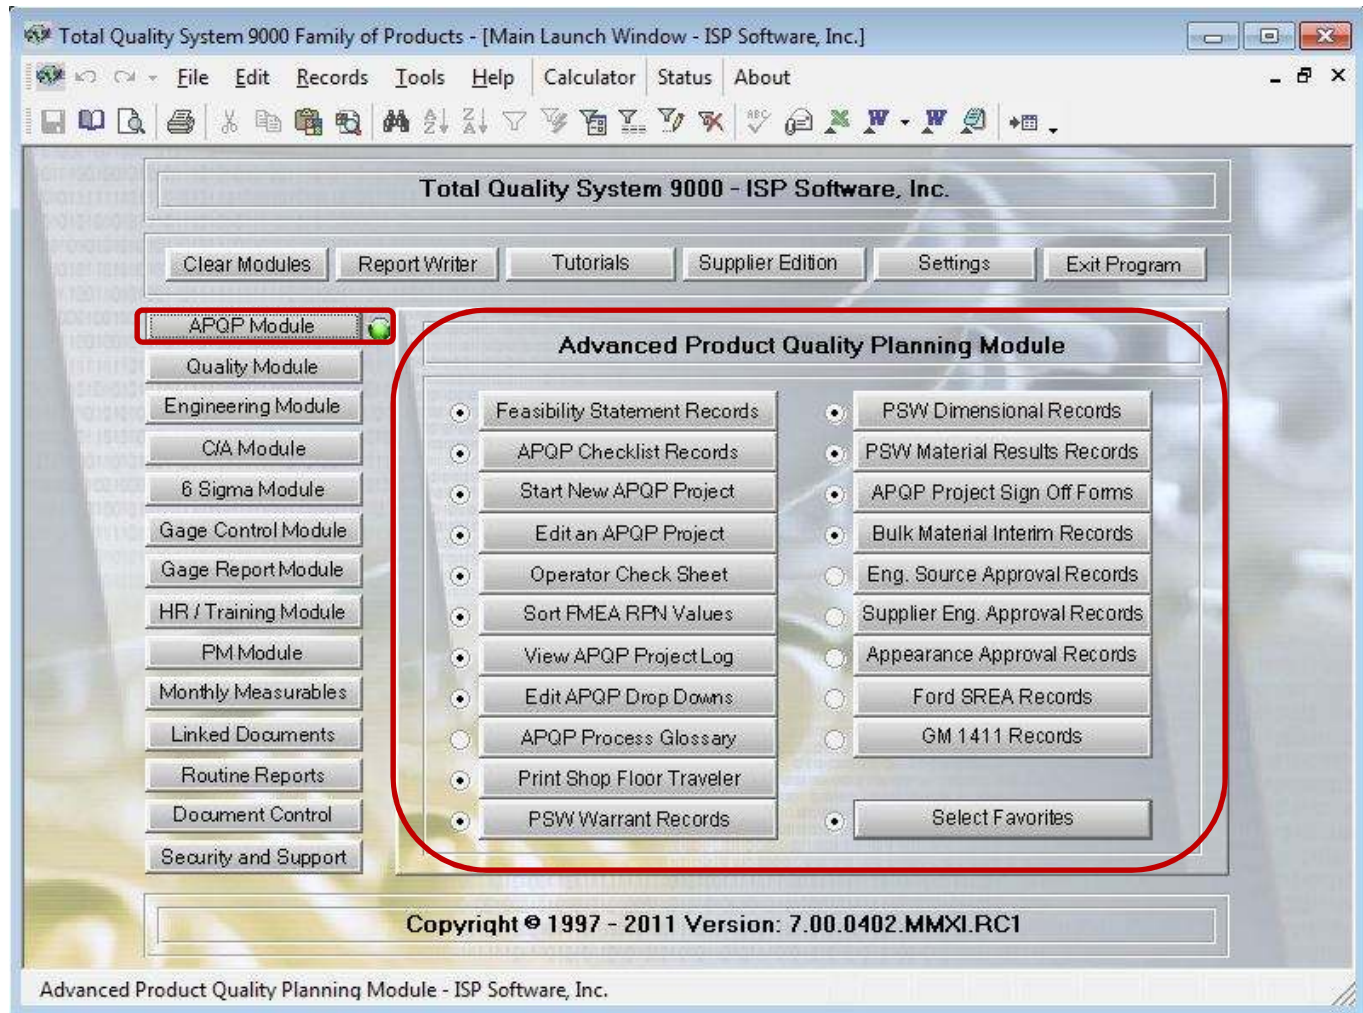 Total Quality System 9000 Family of Products - [Main Launch Window - ISP Software, Inc.]
File Edit Records Tools Help Calculator Status About
Total Quality System 9000 - ISP Software, Inc.
Clear Modules Report Writer Tutorials Supplier Edition Settings Exit Program
APQP Module
Quality Module
Engineering Module
C/A Module
6 Sigma Module
Gage Control Module
Gage Report Module
HR / Training Module
PM Module
Monthly Measurables
Linked Documents
Routine Reports
Document Control
Security and Support
Advanced Product Quality Planning Module
Feasibility Statement Records
APQP Checklist Records
Start New APQP Project
Edit an APQP Project
Operator Check Sheet
Sort FMEA RPN Values
View APQP Project Log
Edit APQP Drop Downs
APQP Process Glossary
Print Shop Floor Traveler
PSW Warrant Records
PSW Dimensional Records
PSW Material Results Records
APQP Project Sign Off Forms
Bulk Material Interim Records
Eng. Source Approval Records
Supplier Eng. Approval Records
Appearance Approval Records
Ford SREA Records
GM 1411 Records
Select Favorites
Copyright © 1997 - 2011 Version: 7.00.0402.MMXI.RC1
Advanced Product Quality Planning Module - ISP Software, Inc.